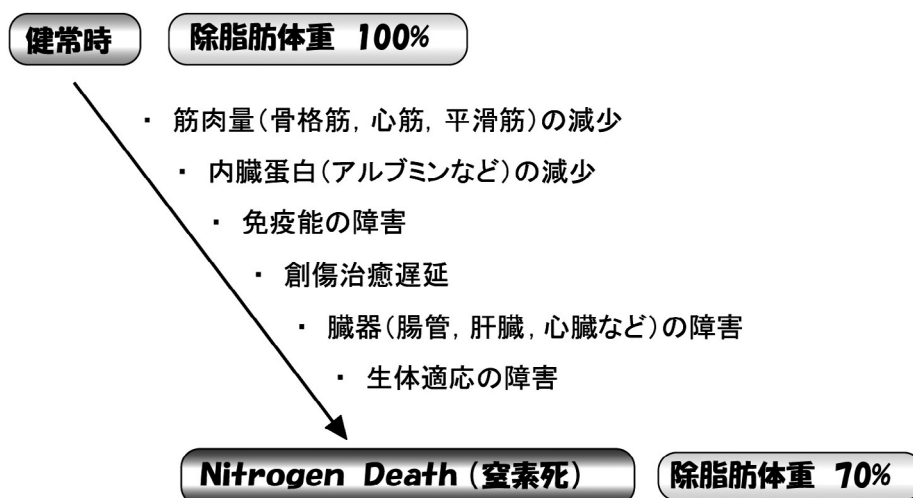 健常時 除脂肪体重 100%
・ 筋肉量(骨格筋, 心筋, 平滑筋)の減少
・ 内臓蛋白(アルブミンなど)の減少
・ 免疫能の障害
・ 創傷治癒遅延
・ 臓器(腸管, 肝臓, 心臓など)の障害
・ 生体適応の障害
Nitrogen Death (窒素死) 除脂肪体重 70%